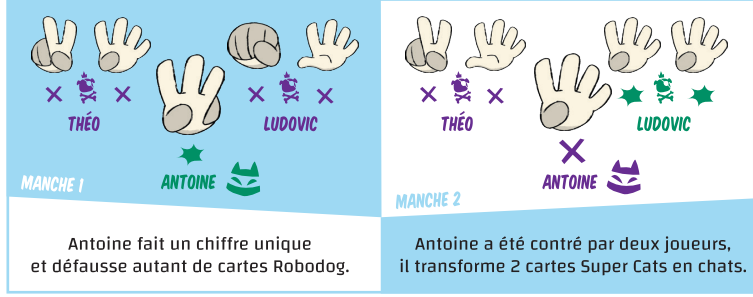 THÉO
LUDOVIC
MANCHE 1
ANTOINE
Antoine fait un chiffre unique
et défausse autant de cartes Robodog.
THÉO
LUDOVIC
ANTOINE
MANCHE 2
Antoine a été contré par deux joueurs,
il transforme 2 cartes Super Cats en chats.